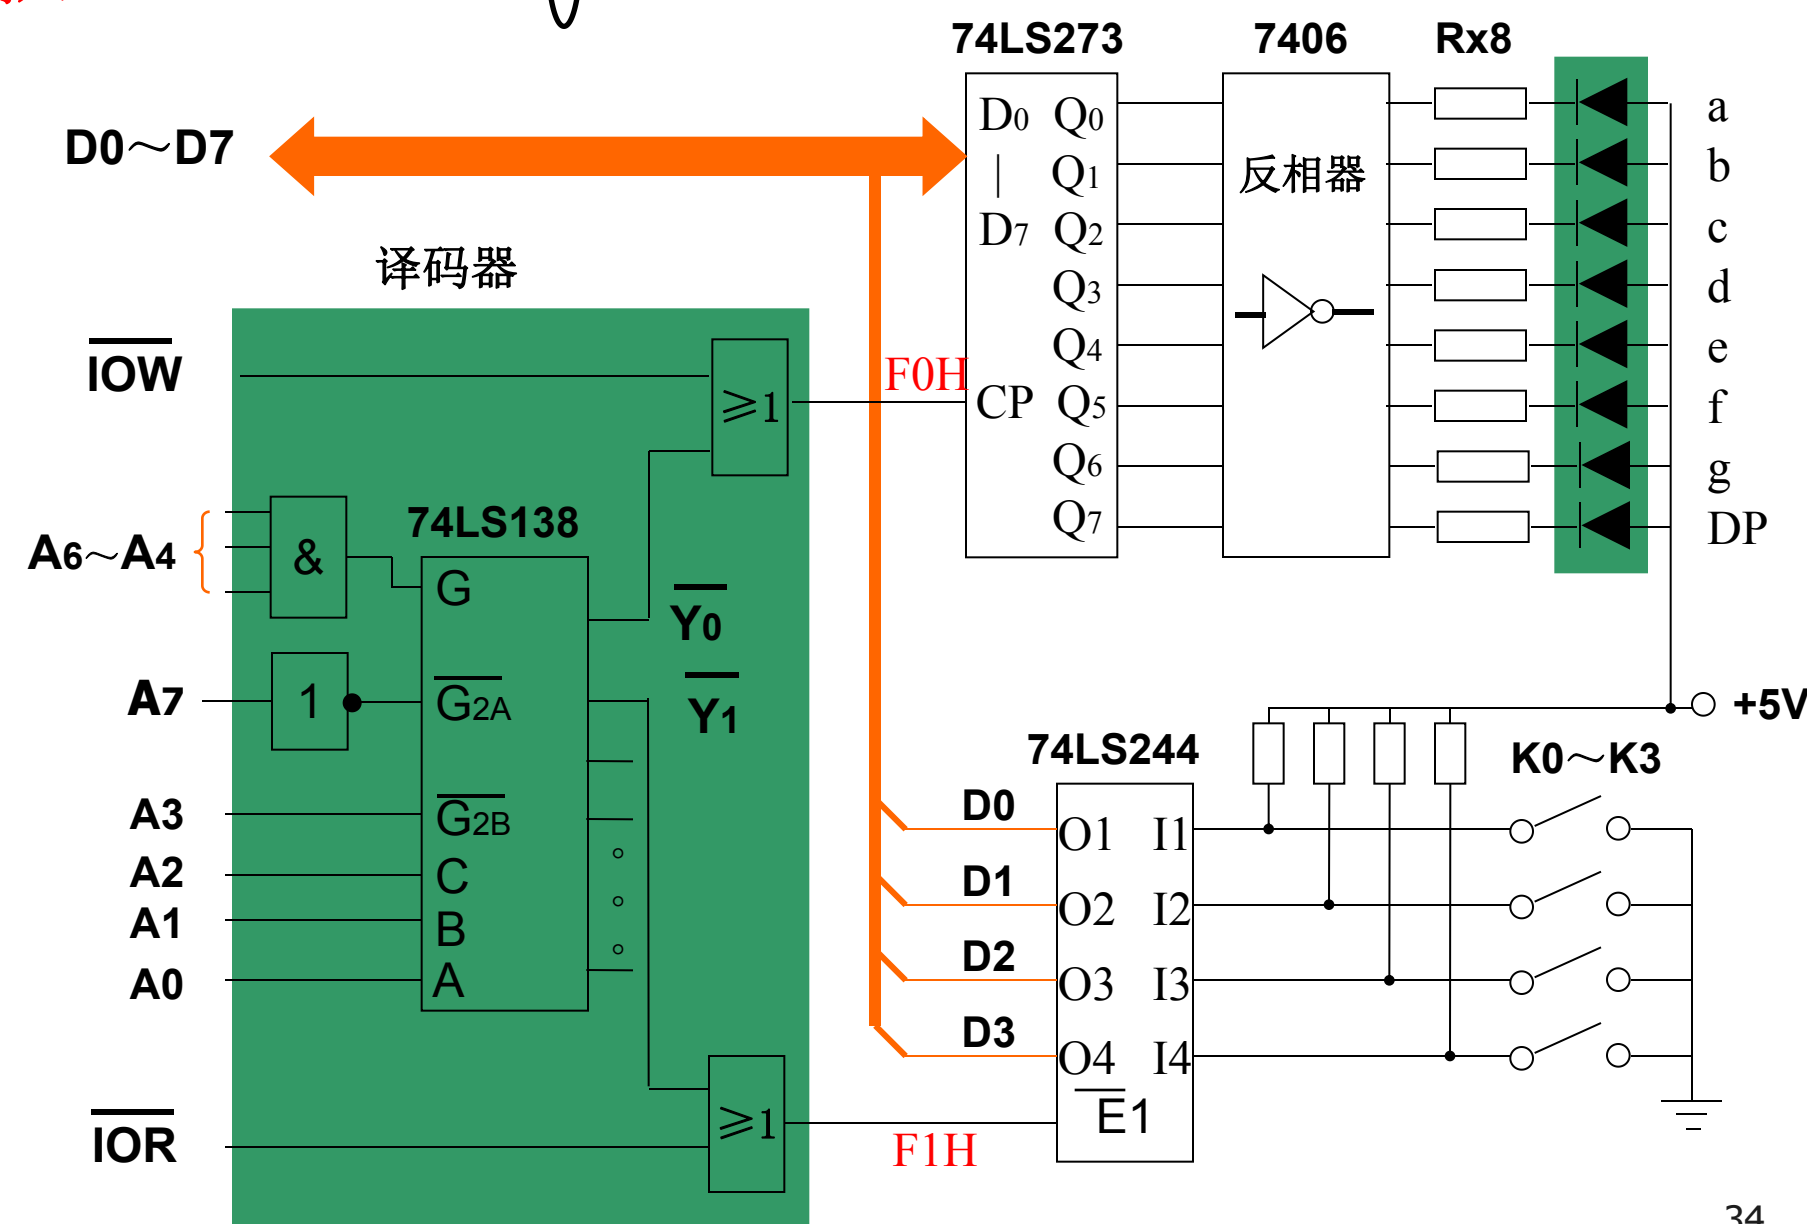 74LS273
7406
Rx8
D0～D7
D0 Q0
|
D7
Q1
Q2
Q3
Q4
CP Q5
Q6
Q7
反相器
a
b
c
d
e
f
g
DP
译码器
IOW
≥1
F0H
A6～A4
&
74LS138
G
Y0
A7
1
G2A
Y1
A3
G2B
A2
C
A1
B
A0
A
IOR
≥1
F1H
+5V
74LS244
K0～K3
D0
O1 I1
D1
O2 I2
D2
O3 I3
D3
O4 I4
E1
34